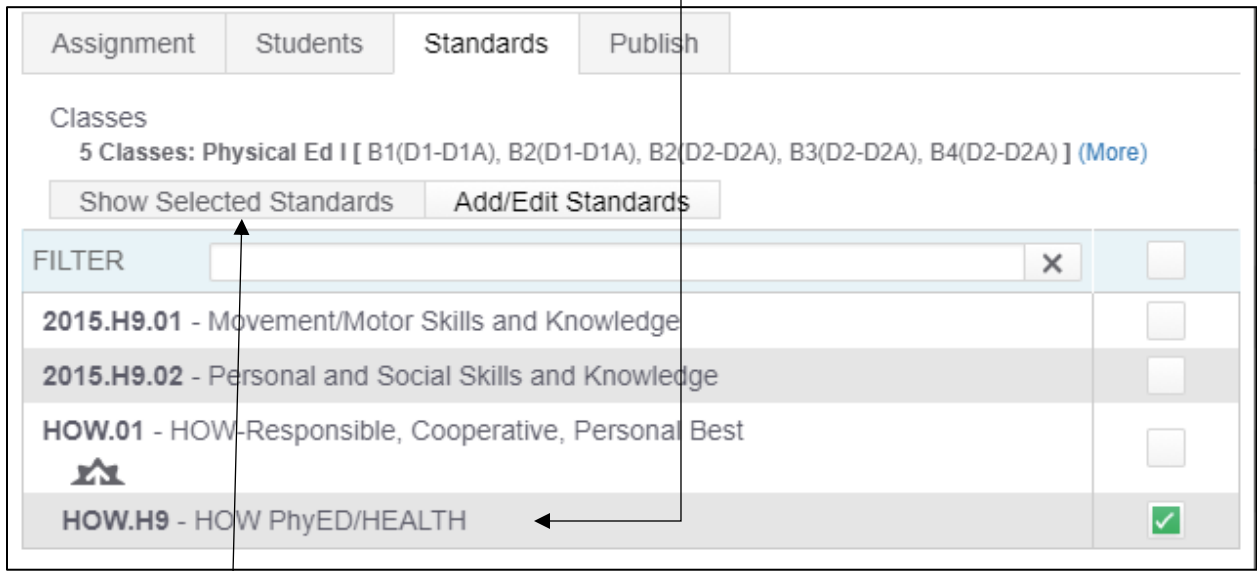 Assignment Students Standards Publish
Classes
5 Classes: Physical Ed I [ B1(D1-D1A), B2(D1-D1A), B2(D2-D2A), B3(D2-D2A), B4(D2-D2A) ] (More)
Show Selected Standards Add/Edit Standards
FILTER
2015.H9.01 - Movement/Motor Skills and Knowledge
2015.H9.02 - Personal and Social Skills and Knowledge
HOW.01 - HOW-Responsible, Cooperative, Personal Best
HOW.H9 - HOW PhyED/HEALTH